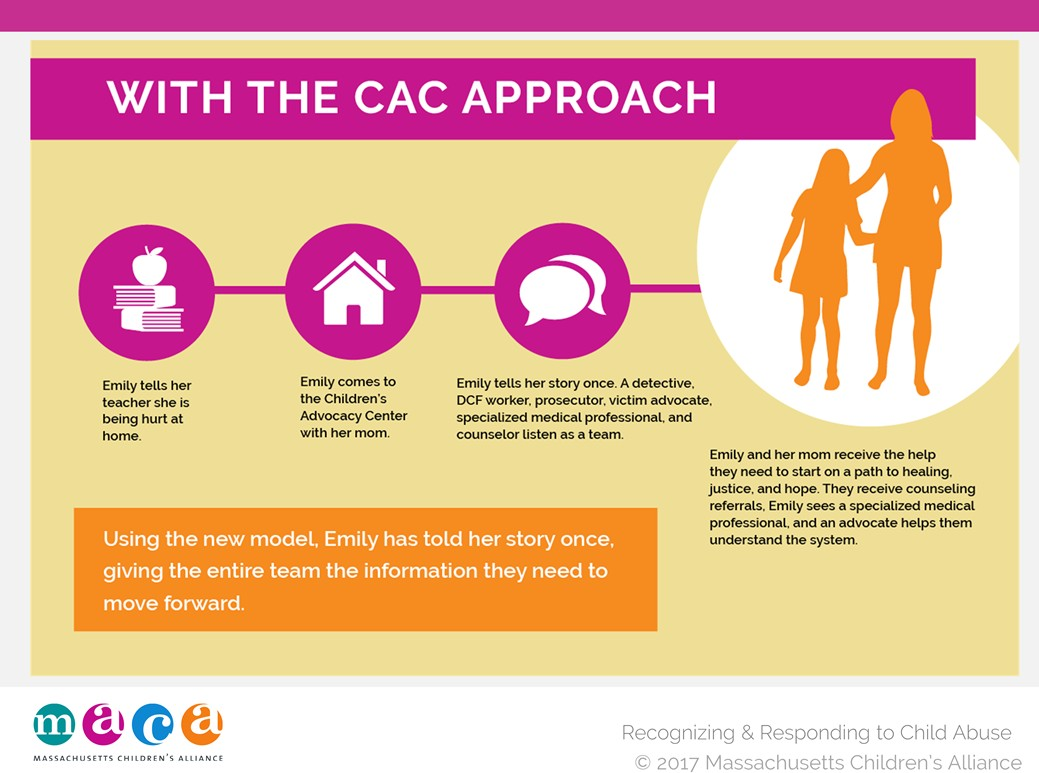 WITH THE CAC APPROACH
Emily tells her
teacher she is
being hurt at
home.
Emily comes to
the Children's
Advocacy Center
with her mom.
Emily tells her story once. A detective,
DCF worker, prosecutor, victim advocate,
specialized medical professional, and
counselor listen as a team.
Emily and her mom receive the help
they need to start on a path to healing,
justice, and hope. They receive counseling
referrals, Emily sees a specialized medical
professional, and an advocate helps them
understand the system.
Using the new model, Emily has told her story once,
giving the entire team the information they need to
move forward.
maca
MASSACHUSETTS CHILDREN'S ALLIANCE
Recognizing & Responding to Child Abuse
© 2017 Massachusetts Children's Alliance